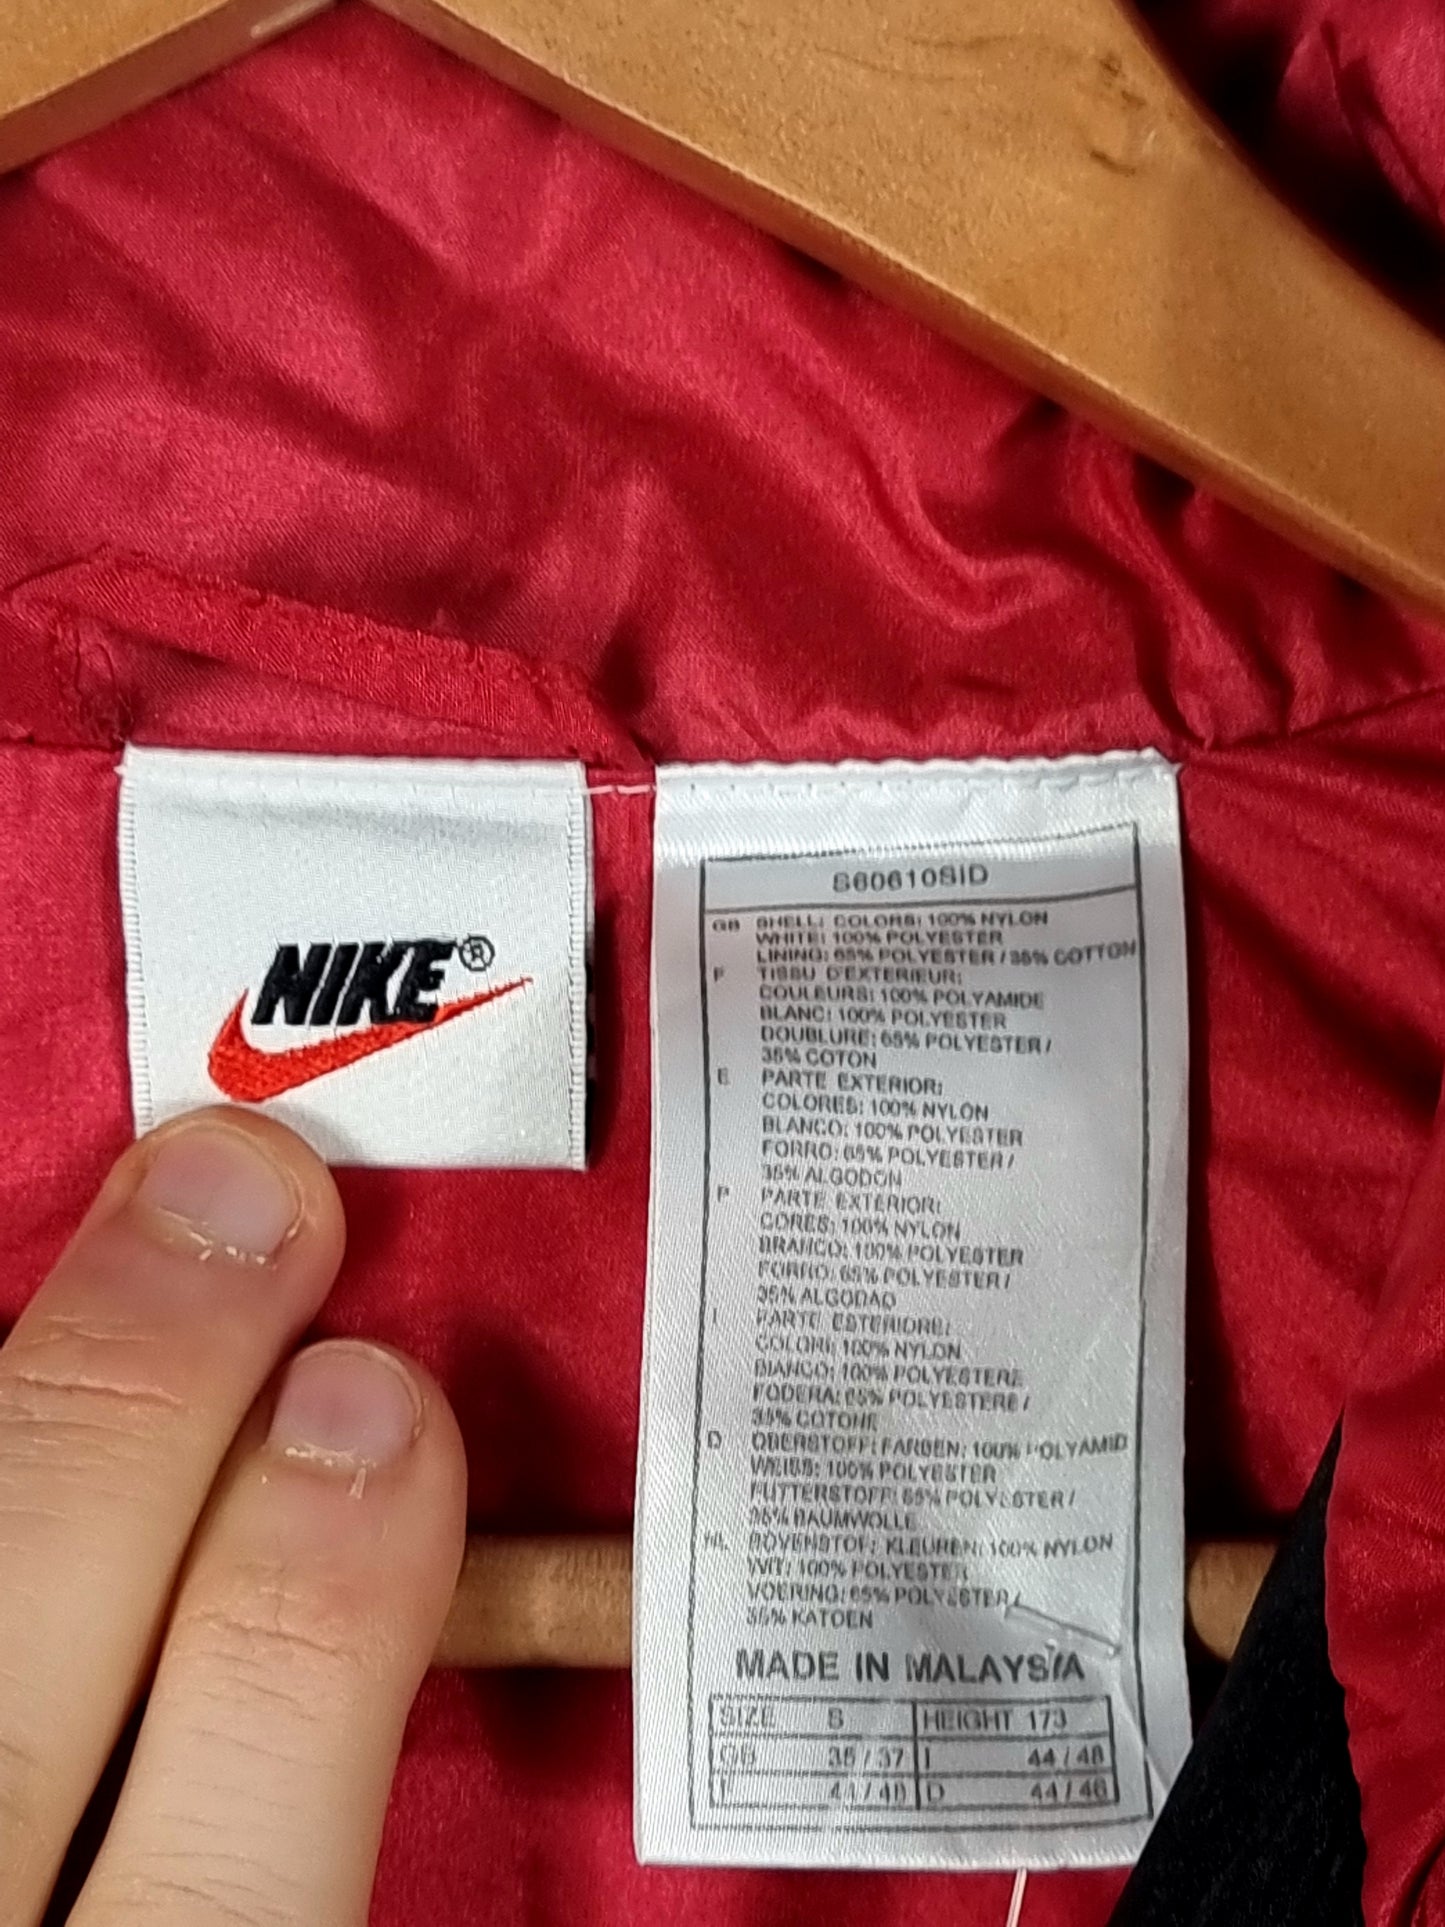 NIKE®
S60610SID
GB SHELL: COLORS: 100% NYLON
WHITE: 100% POLYESTER
LINING: 65% POLYESTER / 35% COTTON
F TISSU D'EXTERIEUR:
COULEURS: 100% POLYAMIDE
BLANC: 100% POLYESTER
DOUBLURE: 65% POLYESTER /
35% COTON
E PARTE EXTERIOR:
COLORES: 100% NYLON
BLANCO: 100% POLYESTER
FORRO: 65% POLYESTER /
35% ALGODON
P PARTE EXTERIOR:
CORES: 100% NYLON
BRANCO: 100% POLYESTER
FORRO: 65% POLYESTER /
35% ALGODAO
I PARTE ESTERIORE:
COLORI: 100% NYLON
BIANCO: 100% POLYESTERE
FODERA: 65% POLYESTERE /
35% COTONE
D OBERSTOFF: FARBEN: 100% POLYAMID
WEISS: 100% POLYESTER
FUTTERSTOFF: 65% POLYESTER /
35% BAUMWOLLE
NL BOVENSTOF: KLEUREN: 100% NYLON
WIT: 100% POLYESTER
VOERING: 65% POLYESTER /
35% KATOEN
MADE IN MALAYSIA
SIZE S HEIGHT 173
GB 35 / 37 I 44 / 48
F D 44 / 46